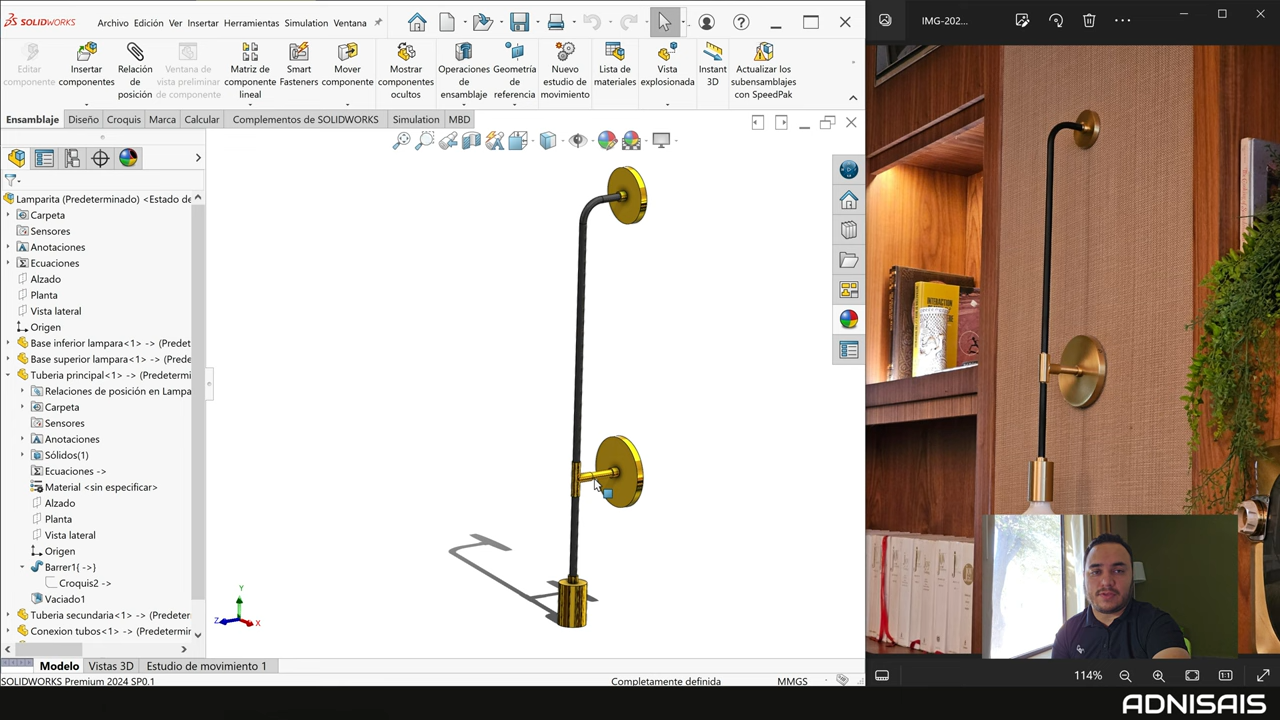 SOLIDWORKS
Archivo Edición Ver Insertar Herramientas Simulation Ventana
IMG-202...
Editar componente
Insertar componentes
Relación de posición
Ventana de vista preliminar de componente
Matriz de componente lineal
Smart Fasteners
Mover componente
Mostrar componentes ocultos
Operaciones de ensamblaje
Geometría de referencia
Nuevo estudio de movimiento
Lista de materiales
Vista explosionada
Instant 3D
Actualizar los subensamblajes con SpeedPak
Ensamblaje Diseño Croquis Marca Calcular Complementos de SOLIDWORKS Simulation MBD
Lamparita (Predeterminado) <Estado de
Carpeta
Sensores
Anotaciones
Ecuaciones
Alzado
Planta
Vista lateral
Origen
Base inferior lampara<1> -> (Predet
Base superior lampara<1> -> (Prede
Tuberia principal<1> -> (Predetermi
Relaciones de posición en Lampa
Carpeta
Sensores
Anotaciones
Sólidos(1)
Ecuaciones ->
Material <sin especificar>
Alzado
Planta
Vista lateral
Origen
Barrer1{ ->}
Croquis2 ->
Vaciado1
Tuberia secundaria<1> -> (Predeter
Conexion tubos<1> -> (Predetermir
Y
Z
X
INTERACTION
Modelo Vistas 3D Estudio de movimiento 1
SOLIDWORKS Premium 2024 SP0.1
Completamente definida
MMGS
114%
ADNISAIS